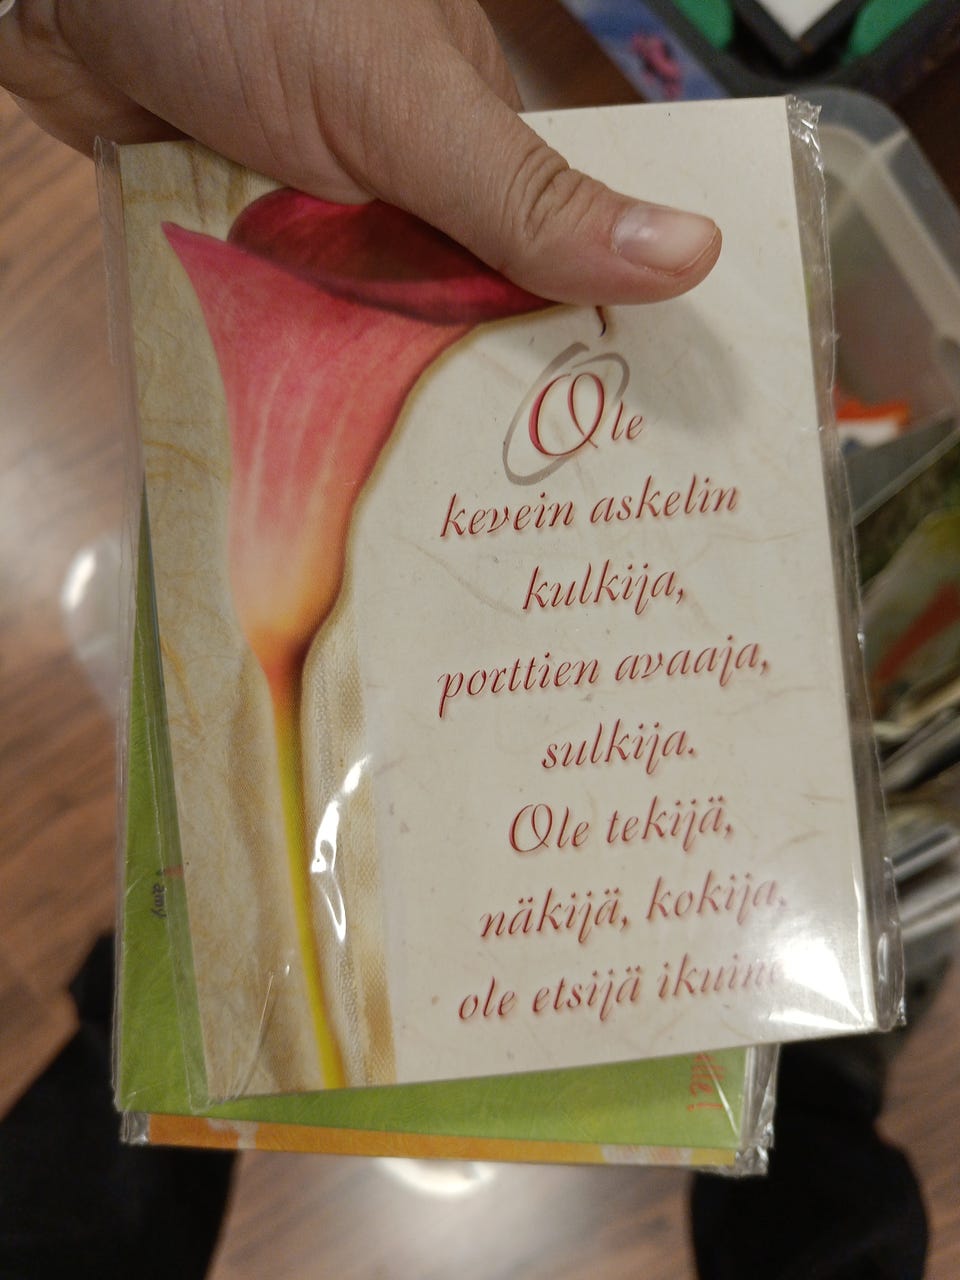 Ole
kevein askelin
kulkija,
porttien avaaja,
sulkija.
Ole tekijä,
näkijä, kokija,
ole etsijä